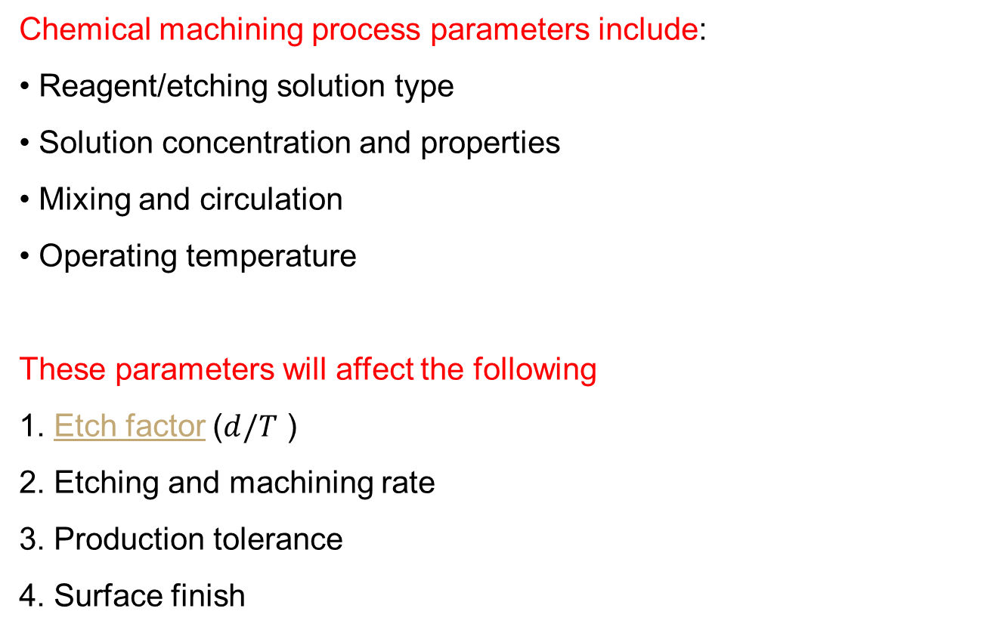 Chemical machining process parameters include:
• Reagent/etching solution type
• Solution concentration and properties
• Mixing and circulation
• Operating temperature
These parameters will affect the following
1. Etch factor (d/T )
2. Etching and machining rate
3. Production tolerance
4. Surface finish